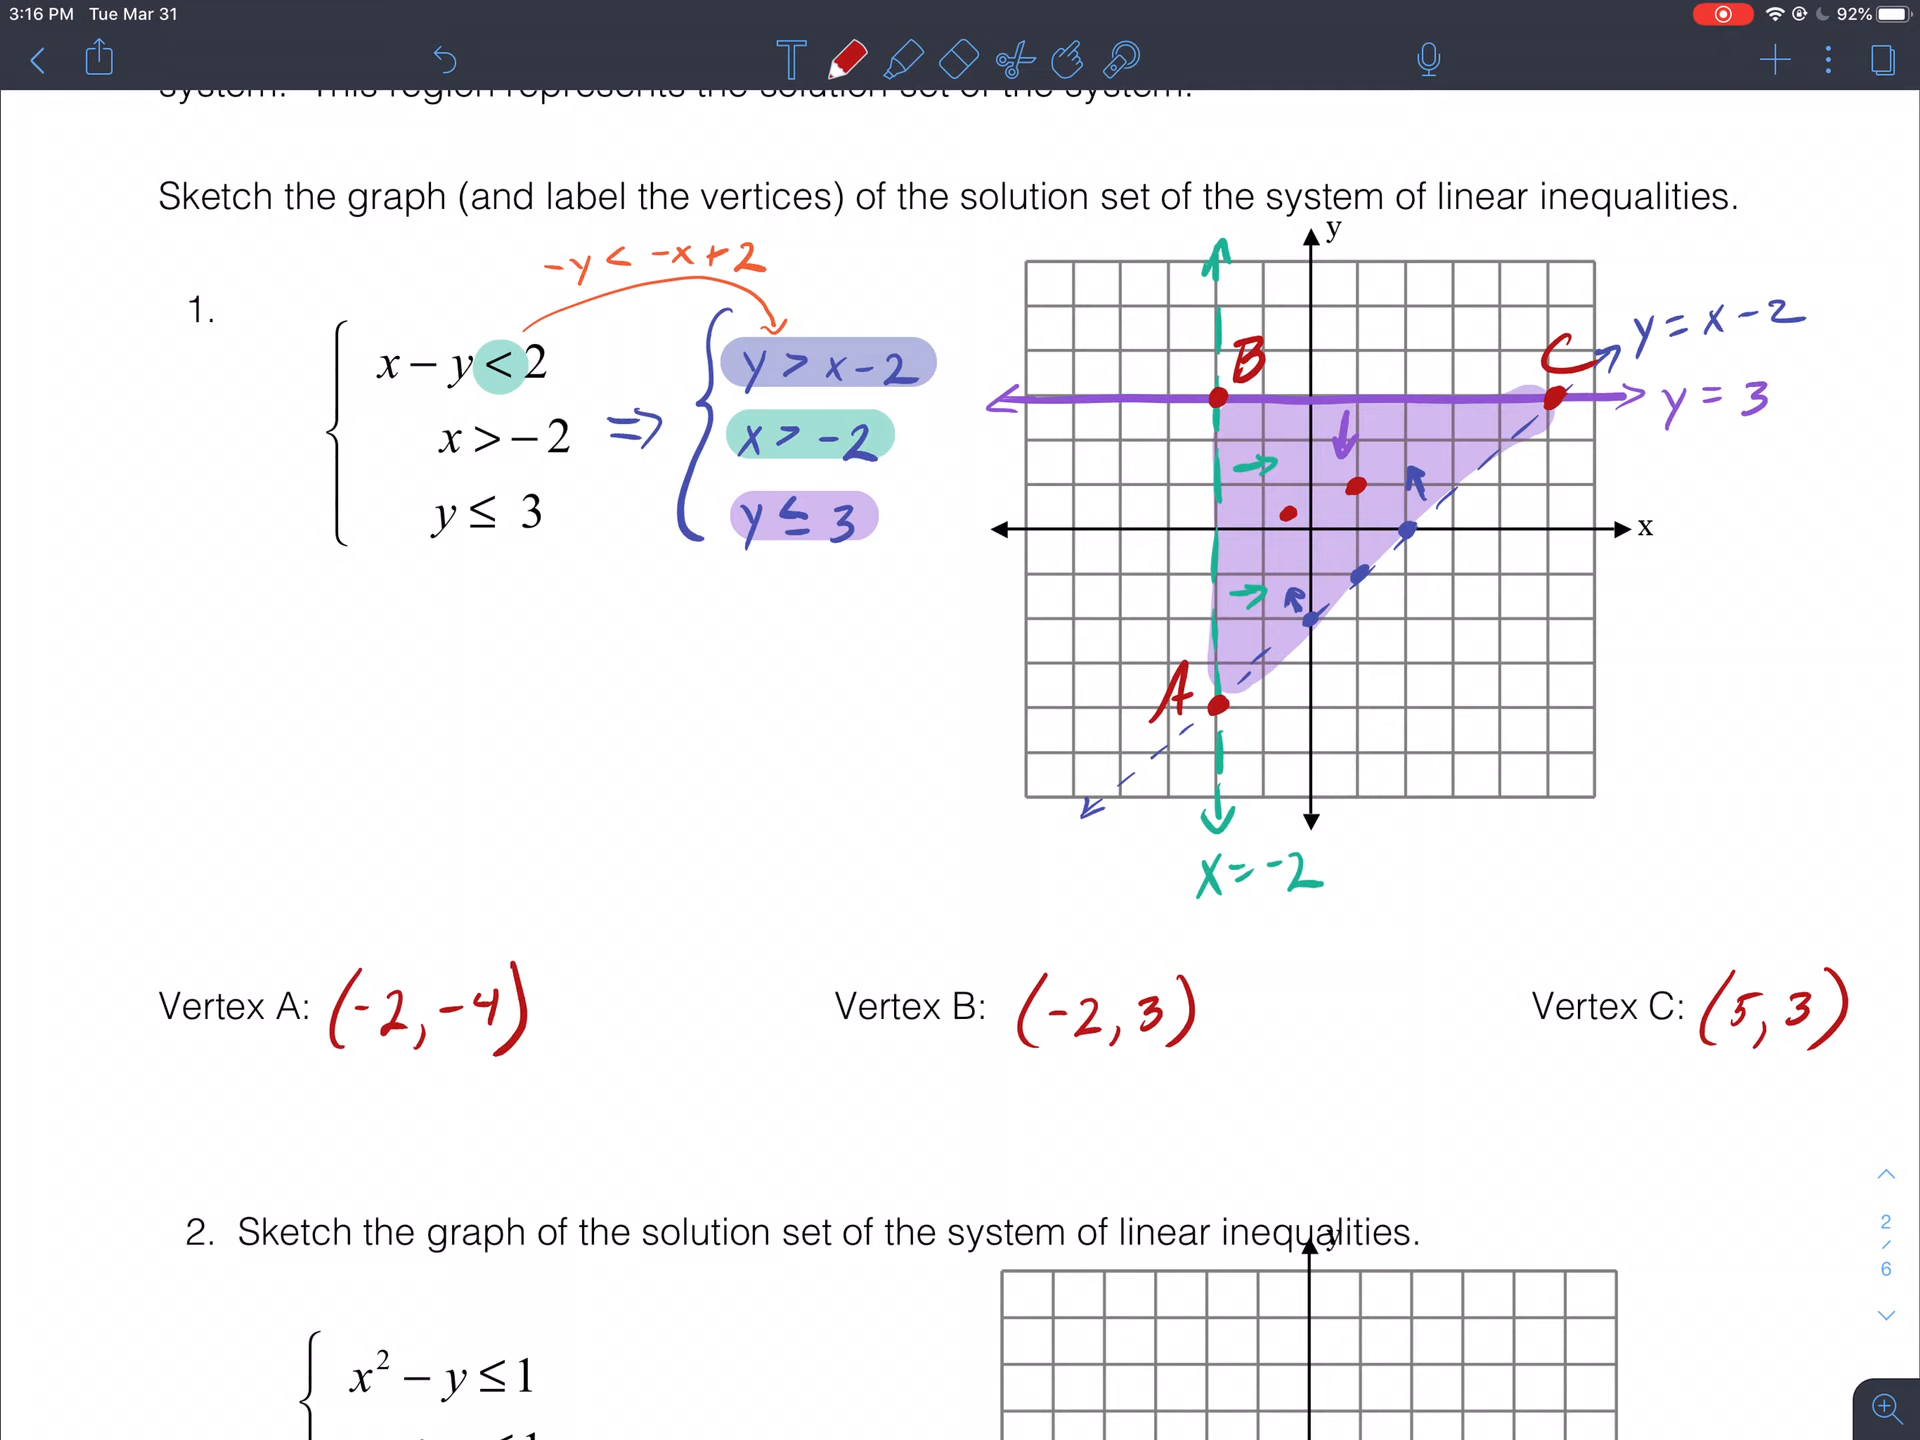 3:16 PM Tue Mar 31
92%
Sketch the graph (and label the vertices) of the solution set of the system of linear inequalities.
-y < -x + 2
1.
x − y < 2
x > − 2
y ≤ 3
⇒
y > x - 2
x > -2
y ≤ 3
y
x
B
C
A
y = x - 2
y = 3
x = -2
Vertex A: (-2, -4)
Vertex B: (-2, 3)
Vertex C: (5, 3)
2. Sketch the graph of the solution set of the system of linear inequalities.
y
x² − y ≤ 1
2
/
6